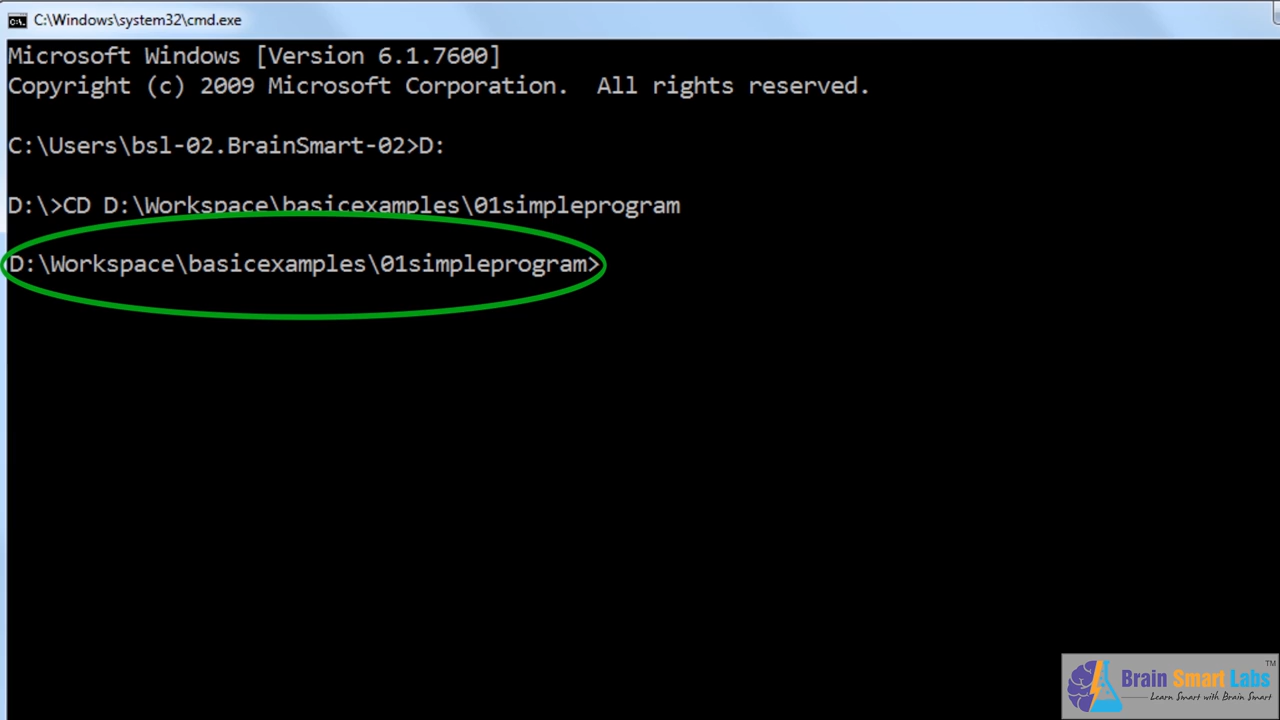 C:\Windows\system32\cmd.exe
Microsoft Windows [Version 6.1.7600]
Copyright (c) 2009 Microsoft Corporation.  All rights reserved.
C:\Users\bsl-02.BrainSmart-02>D:
D:\>CD D:\Workspace\basicexamples\01simpleprogram
D:\Workspace\basicexamples\01simpleprogram>
Brain Smart Labs TM
Learn Smart with Brain Smart